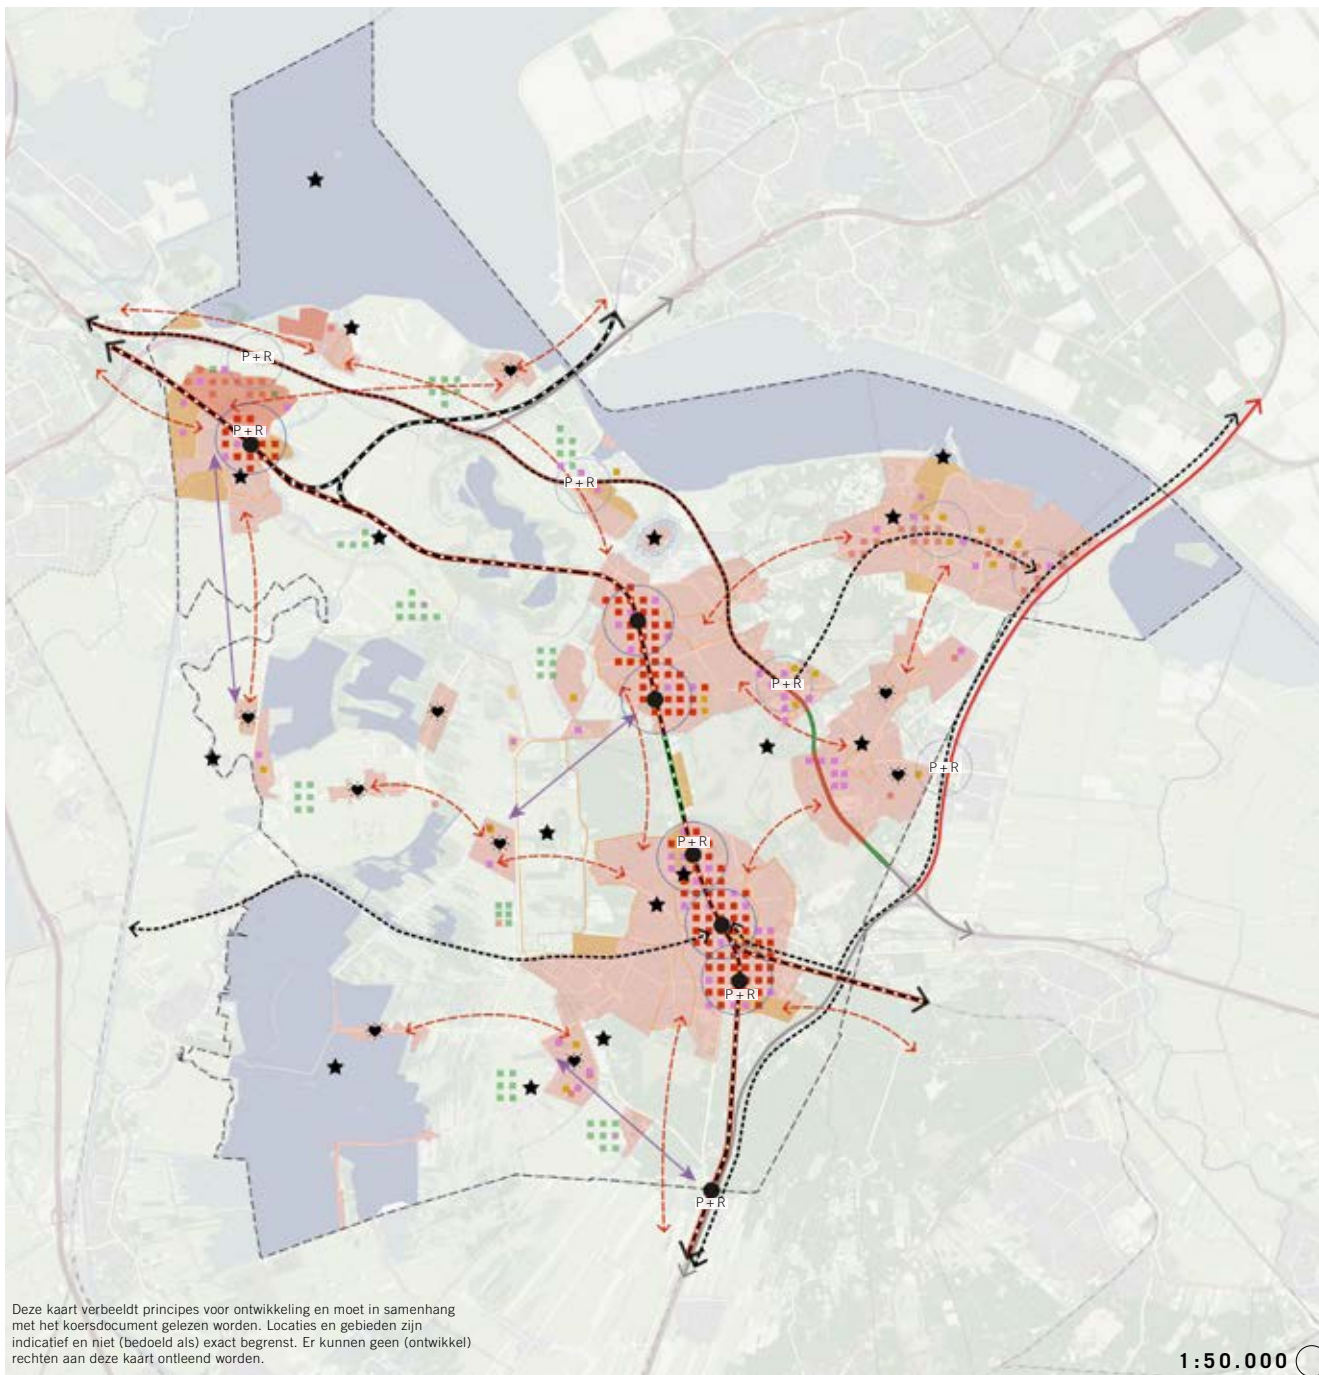 P+R
P+R
P+R
P+R
P+R
P+R
P+R
P+R
Deze kaart verbeeldt principes voor ontwikkeling en moet in samenhang
met het koersdocument gelezen worden. Locaties en gebieden zijn
indicatief en niet (bedoeld als) exact begrenst. Er kunnen geen (ontwikkel)
rechten aan deze kaart ontleend worden.
1:50.000